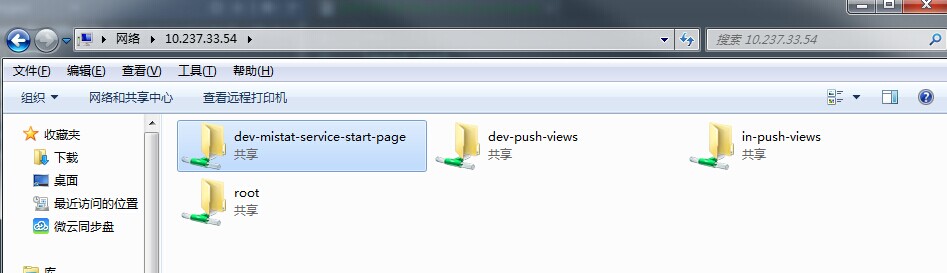 网络 10.237.33.54
搜索 10.237.33.54
文件(F) 编辑(E) 查看(V) 工具(T) 帮助(H)
组织 网络和共享中心 查看远程打印机
收藏夹
下载
桌面
最近访问的位置
微云同步盘
库
dev-mistat-service-start-page
共享
dev-push-views
共享
in-push-views
共享
root
共享